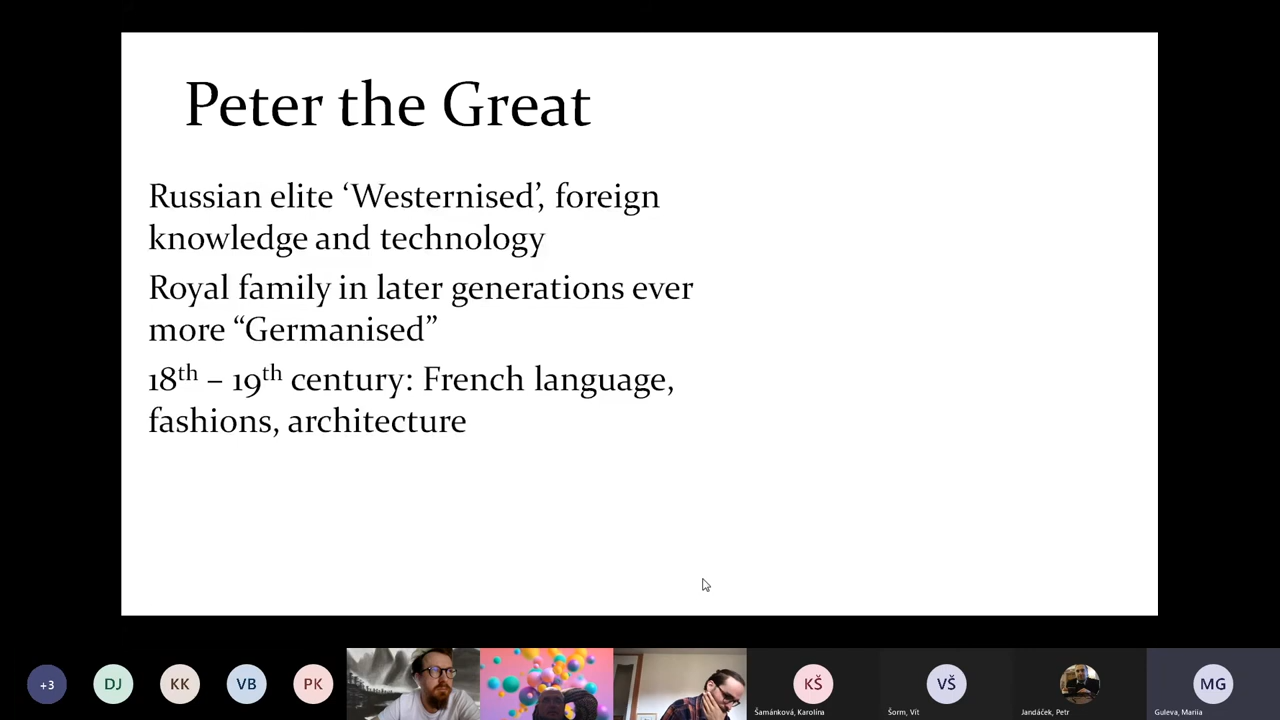 Peter the Great
Russian elite ‘Westernised’, foreign
knowledge and technology
Royal family in later generations ever
more “Germanised”
18th – 19th century: French language,
fashions, architecture
+3
DJ
KK
VB
PK
KŠ
VŠ
MG
Šamánková, Karolína
Šorm, Vít
Jandáček, Petr
Guleva, Mariia